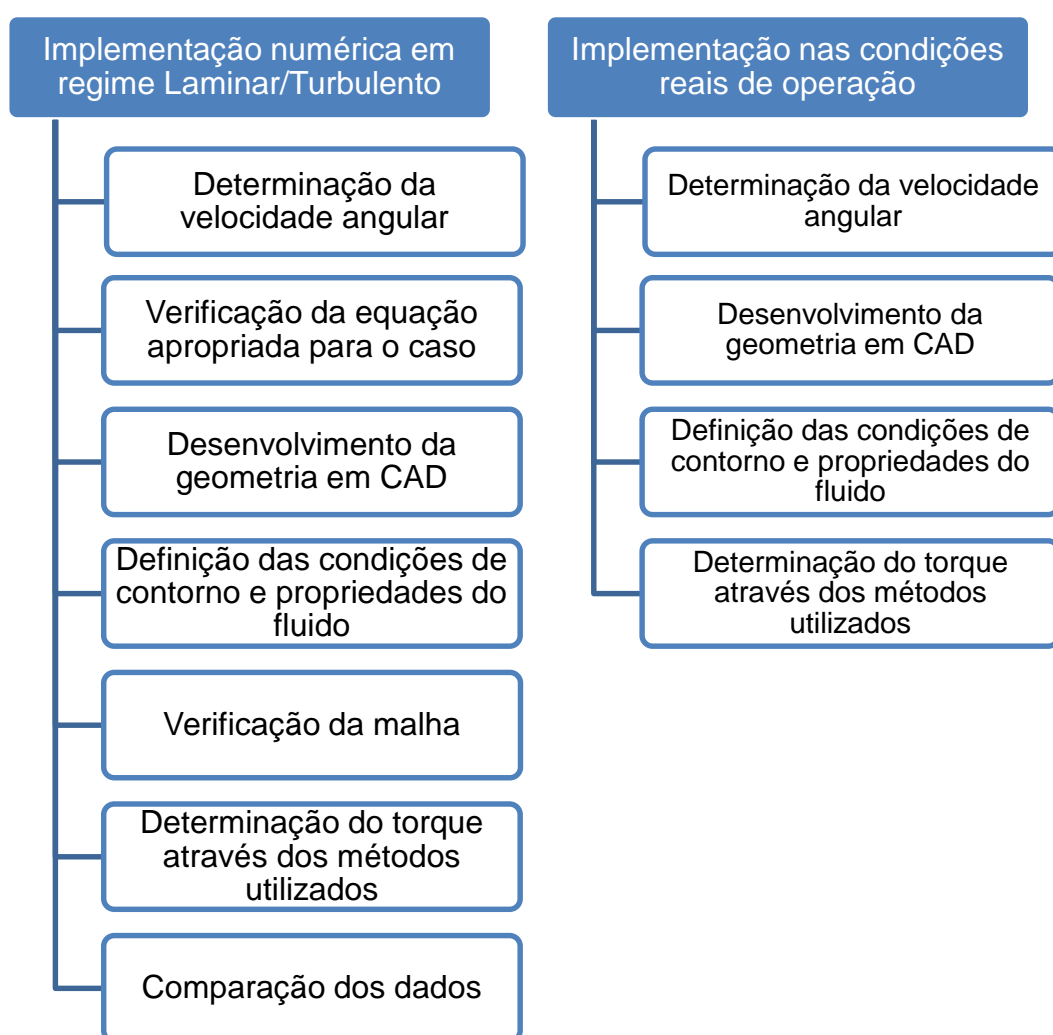 Implementação numérica em
regime Laminar/Turbulento
Determinação da
velocidade angular
Verificação da equação
apropriada para o caso
Desenvolvimento da
geometria em CAD
Definição das condições de
contorno e propriedades do
fluido
Verificação da malha
Determinação do torque
através dos métodos
utilizados
Comparação dos dados
Implementação nas condições
reais de operação
Determinação da velocidade
angular
Desenvolvimento da
geometria em CAD
Definição das condições de
contorno e propriedades do
fluido
Determinação do torque
através dos métodos
utilizados